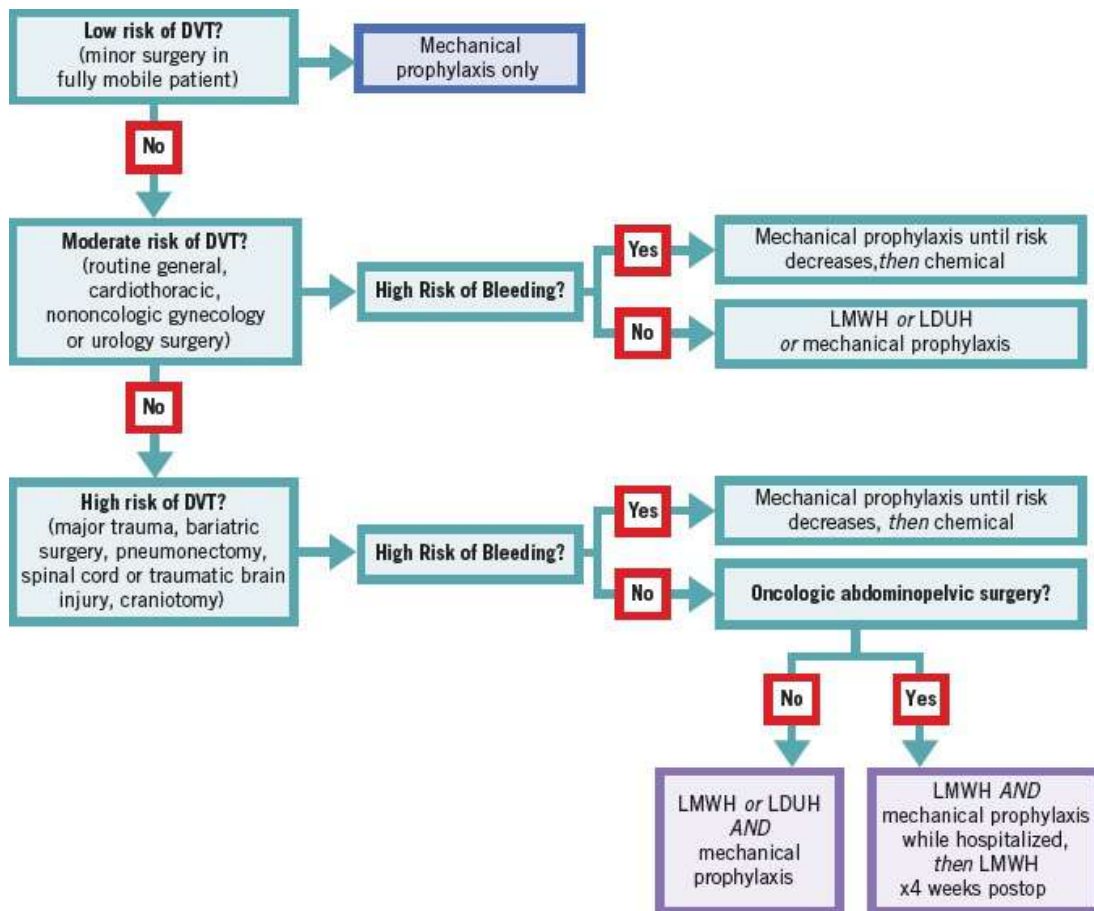 Low risk of DVT?
(minor surgery in
fully mobile patient)
Mechanical
prophylaxis only
No
Moderate risk of DVT?
(routine general,
cardiothoracic,
nononcologic gynecology
or urology surgery)
High Risk of Bleeding?
Yes
Mechanical prophylaxis until risk
decreases,then chemical
No
LMWH or LDUH
or mechanical prophylaxis
No
High risk of DVT?
(major trauma, bariatric
surgery, pneumonectomy,
spinal cord or traumatic brain
injury, craniotomy)
High Risk of Bleeding?
Yes
Mechanical prophylaxis until risk
decreases, then chemical
No
Oncologic abdominopelvic surgery?
No
LMWH or LDUH
AND
mechanical
prophylaxis
Yes
LMWH AND
mechanical prophylaxis
while hospitalized,
then LMWH
x4 weeks postop